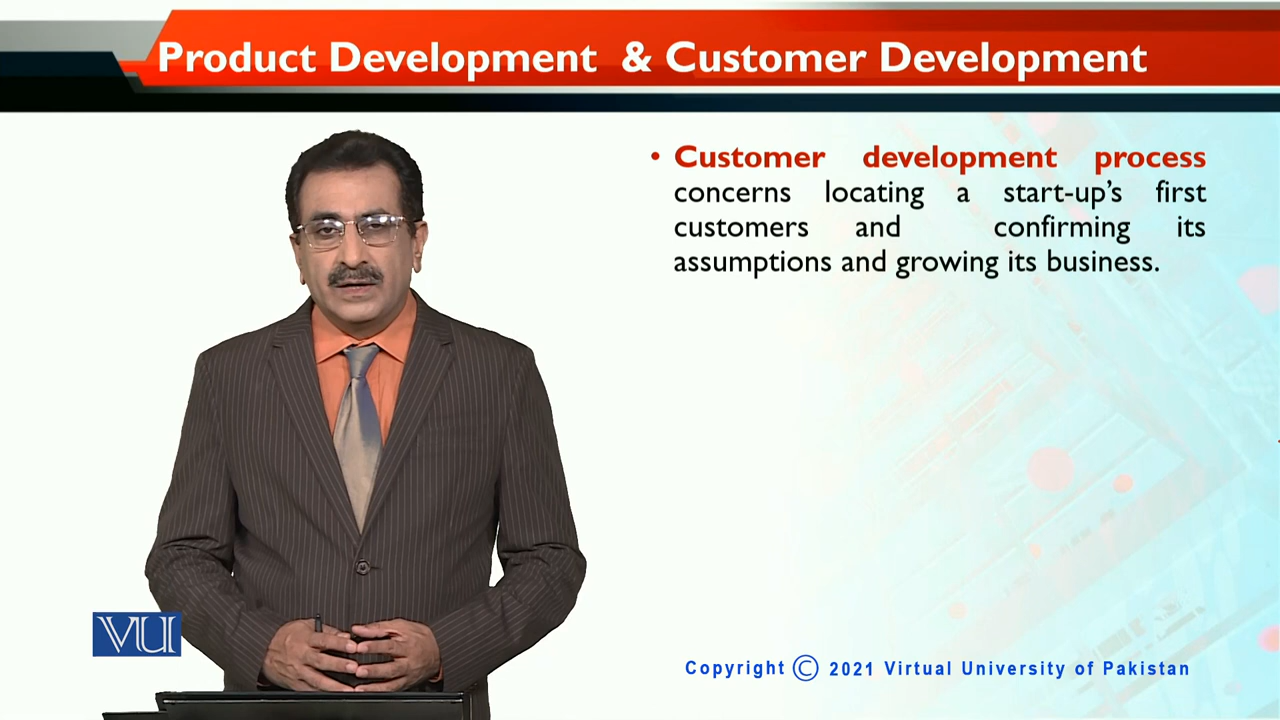 Product Development & Customer Development
• Customer development process
concerns locating a start-up’s first
customers and confirming its
assumptions and growing its business.
VU
Copyright © 2021 Virtual University of Pakistan